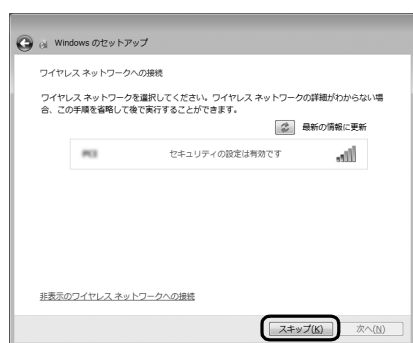 Windows のセットアップ
ワイヤレス ネットワークへの接続
ワイヤレス ネットワークを選択してください。ワイヤレス ネットワークの詳細がわからない場
合、この手順を省略して後で実行することができます。
最新の情報に更新
セキュリティの設定は有効です
非表示のワイヤレス ネットワークへの接続
スキップ(K) 次へ(N)